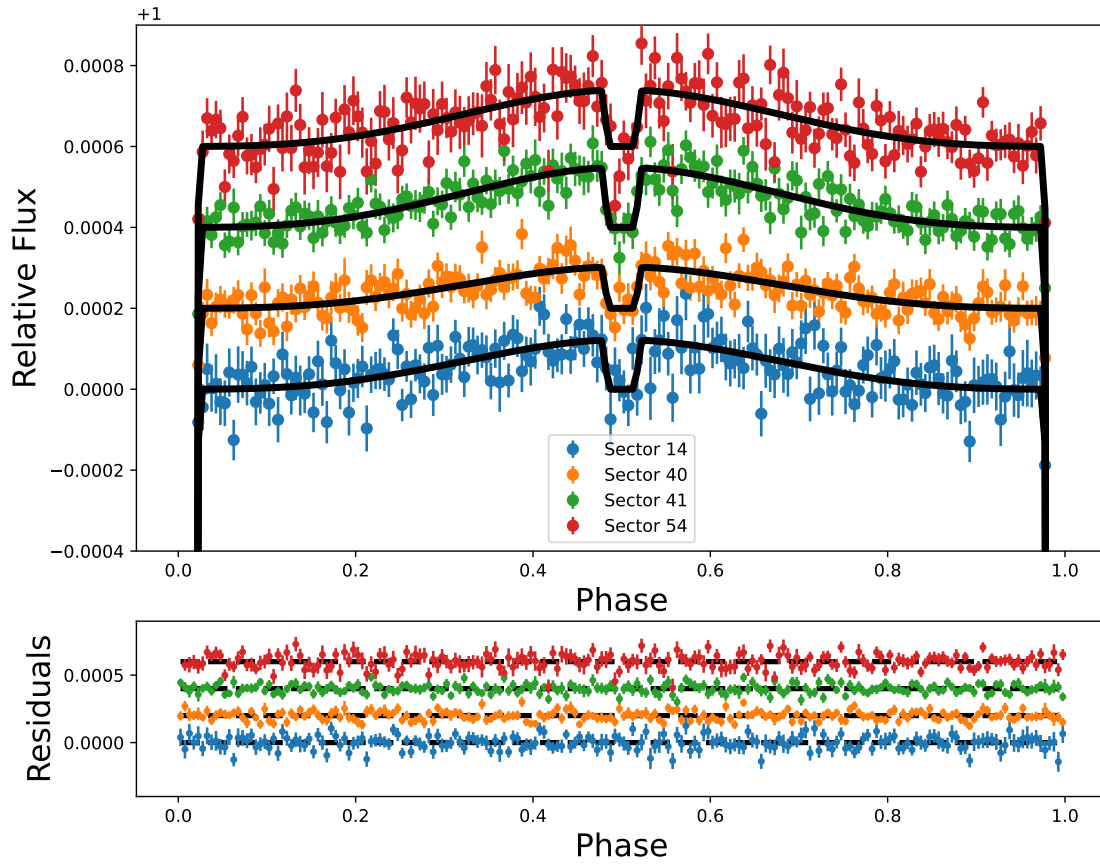 +1
0.0008
0.0006
0.0004
0.0002
0.0000
−0.0002
−0.0004
Relative Flux
Sector 14
Sector 40
Sector 41
Sector 54
0.0 0.2 0.4 0.6 0.8 1.0
Phase
0.0005
0.0000
Residuals
0.0 0.2 0.4 0.6 0.8 1.0
Phase